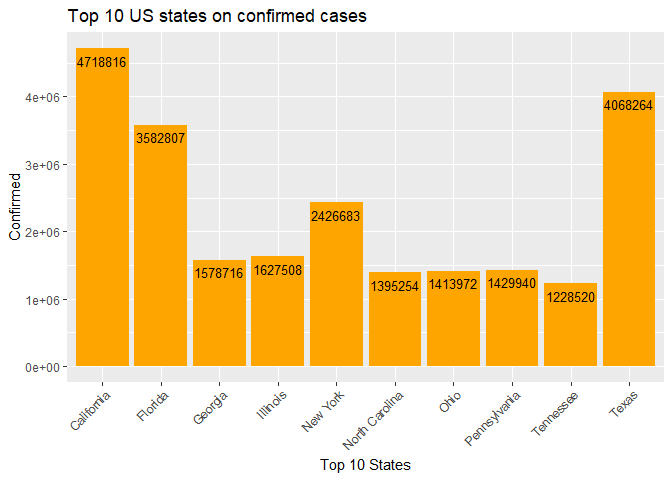 Top 10 US states on confirmed cases
Confirmed
4e+06
3e+06
2e+06
1e+06
0e+00
4718816
3582807
1578716
1627508
2426683
1395254
1413972
1429940
1228520
4068264
California
Florida
Georgia
Illinois
New York
North Carolina
Ohio
Pennsylvania
Tennessee
Texas
Top 10 States